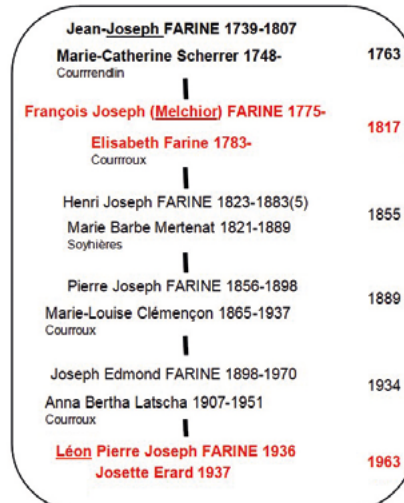 Jean-Joseph FARINE 1739-1807
Marie-Catherine Scherrer 1748- 1763
Courrrendin
François Joseph (Melchior) FARINE 1775-
1817
Elisabeth Farine 1783-
Courrroux
Henri Joseph FARINE 1823-1883(5)
1855
Marie Barbe Mertenat 1821-1889
Soyhières
Pierre Joseph FARINE 1856-1898
1889
Marie-Louise Clémençon 1865-1937
Courroux
Joseph Edmond FARINE 1898-1970
1934
Anna Bertha Latscha 1907-1951
Courroux
Léon Pierre Joseph FARINE 1936
1963
Josette Erard 1937